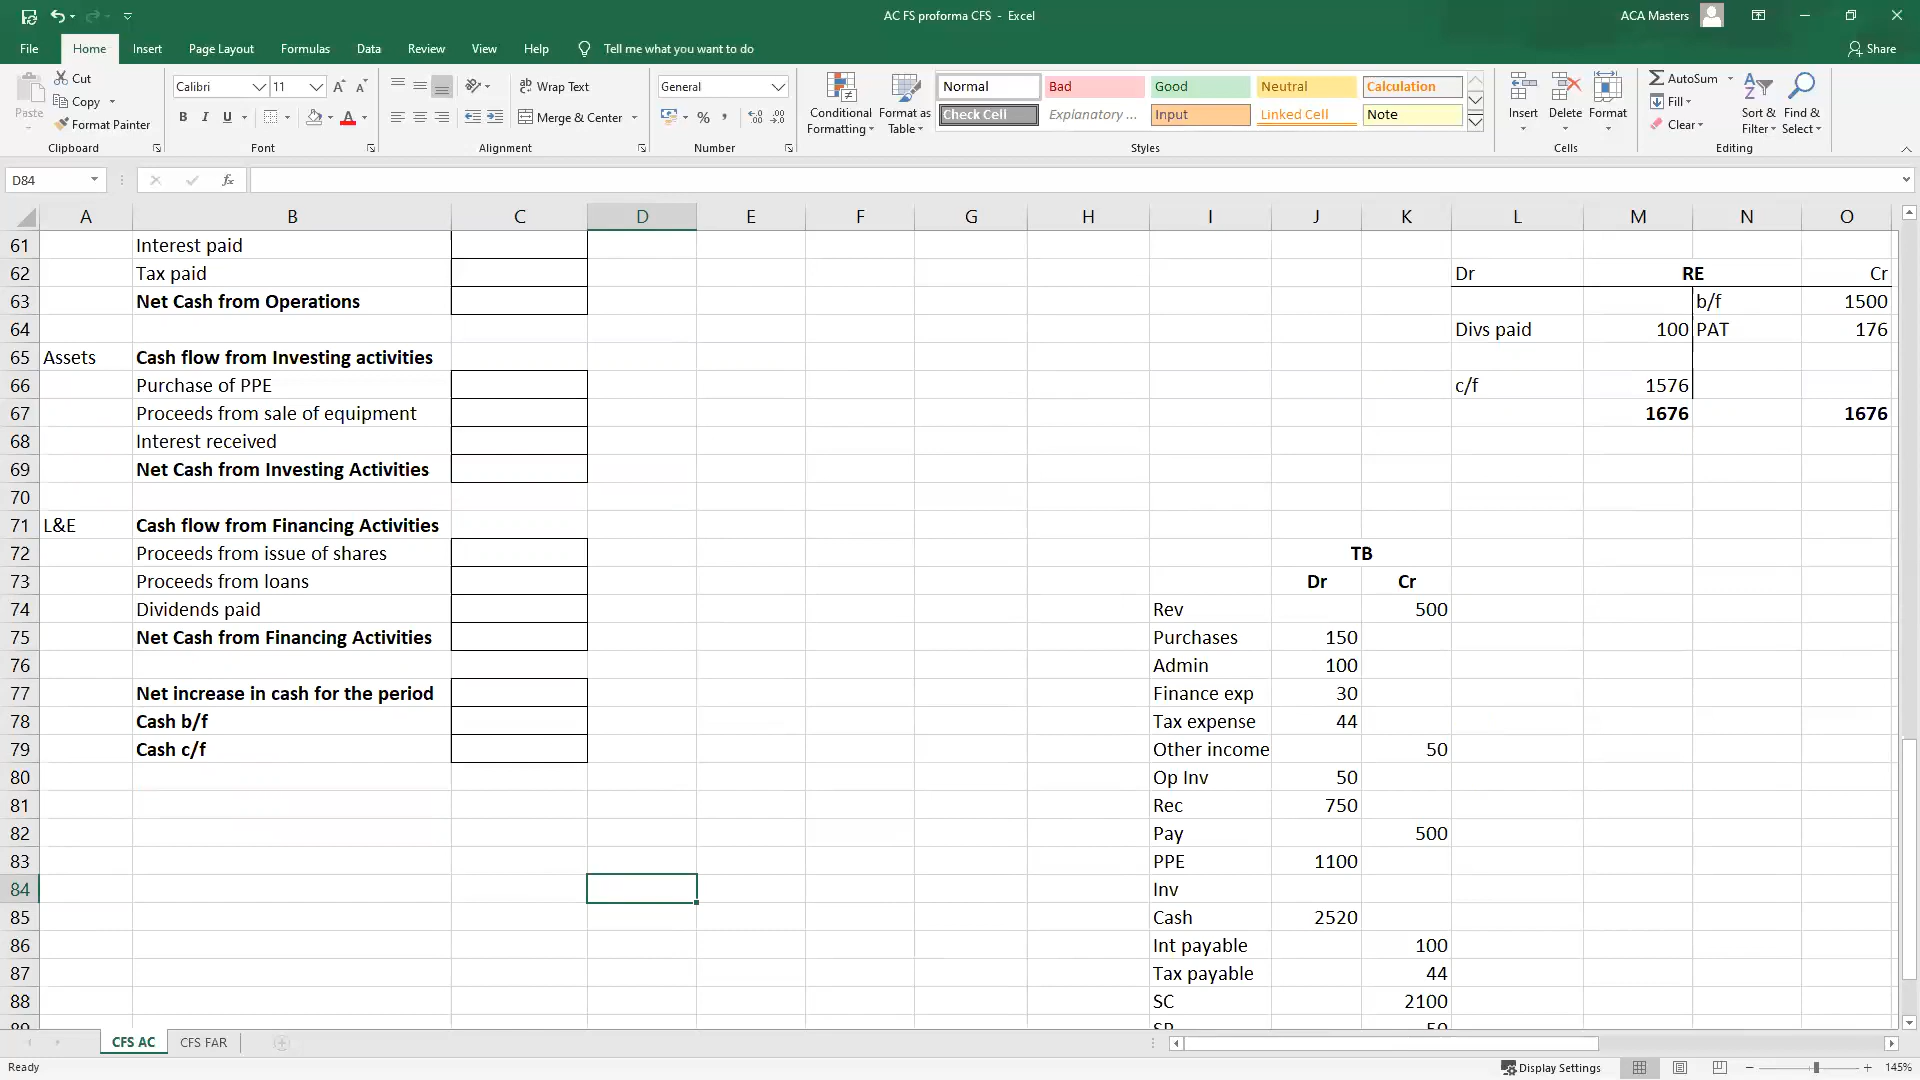 AC FS proforma CFS - Excel
ACA Masters
File Home Insert Page Layout Formulas Data Review View Help Tell me what you want to do Share
Paste
Cut
Copy
Format Painter
Clipboard
Calibri 11
B I U
Font
Wrap Text
Merge & Center
Alignment
General
Number
Conditional Formatting
Format as Table
Normal Bad Good Neutral Calculation
Check Cell Explanatory ... Input Linked Cell Note
Styles
Insert Delete Format
Cells
AutoSum
Fill
Clear
Sort & Filter
Find & Select
Editing
D84 fx
A B C D E F G H I J K L M N O
61 Interest paid
62 Tax paid Dr RE Cr
63 Net Cash from Operations b/f 1500
64 Divs paid 100 PAT 176
65 Assets Cash flow from Investing activities
66 Purchase of PPE c/f 1576
67 Proceeds from sale of equipment 1676 1676
68 Interest received
69 Net Cash from Investing Activities
70
71 L&E Cash flow from Financing Activities
72 Proceeds from issue of shares TB
73 Proceeds from loans Dr Cr
74 Dividends paid Rev 500
75 Net Cash from Financing Activities Purchases 150
76 Admin 100
77 Net increase in cash for the period Finance exp 30
78 Cash b/f Tax expense 44
79 Cash c/f Other income 50
80 Op Inv 50
81 Rec 750
82 Pay 500
83 PPE 1100
84 Inv
85 Cash 2520
86 Int payable 100
87 Tax payable 44
88 SC 2100
89 SP 50
CFS AC CFS FAR
Ready Display Settings 145%